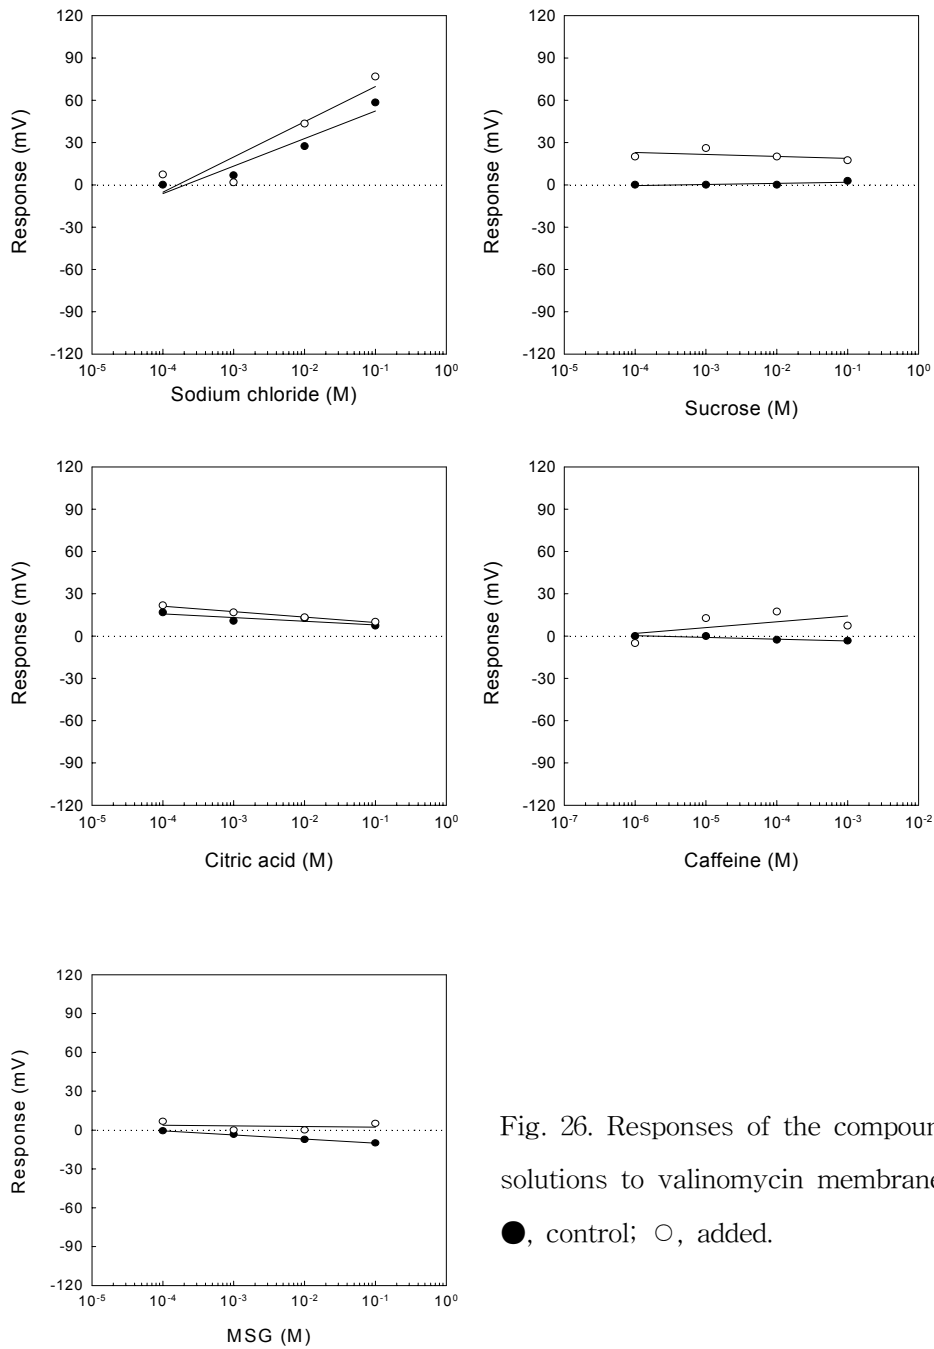 120
90
60
30
0
-30
-60
-90
-120
Response (mV)
10⁻⁵ 10⁻⁴ 10⁻³ 10⁻² 10⁻¹ 10⁰
Sodium chloride (M)
120
90
60
30
0
-30
-60
-90
-120
Response (mV)
10⁻⁵ 10⁻⁴ 10⁻³ 10⁻² 10⁻¹ 10⁰
Sucrose (M)
120
90
60
30
0
-30
-60
-90
-120
Response (mV)
10⁻⁵ 10⁻⁴ 10⁻³ 10⁻² 10⁻¹ 10⁰
Citric acid (M)
120
90
60
30
0
-30
-60
-90
-120
Response (mV)
10⁻⁷ 10⁻⁶ 10⁻⁵ 10⁻⁴ 10⁻³ 10⁻²
Caffeine (M)
120
90
60
30
0
-30
-60
-90
-120
Response (mV)
10⁻⁵ 10⁻⁴ 10⁻³ 10⁻² 10⁻¹ 10⁰
MSG (M)
Fig. 26. Responses of the compoun
solutions to valinomycin membrane
●, control; ○, added.